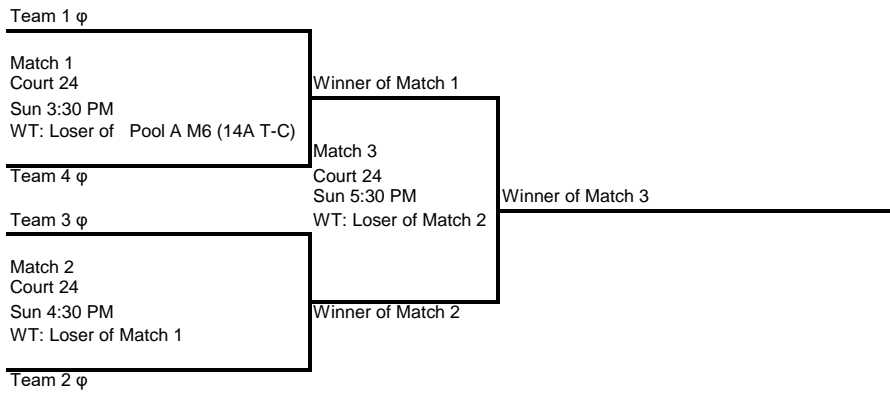 Team 1 φ
Match 1
Court 24
Sun 3:30 PM
WT: Loser of Pool A M6 (14A T-C)
Team 4 φ
Team 3 φ
Match 2
Court 24
Sun 4:30 PM
WT: Loser of Match 1
Team 2 φ
Winner of Match 1
Match 3
Court 24
Sun 5:30 PM
WT: Loser of Match 2
Winner of Match 2
Winner of Match 3